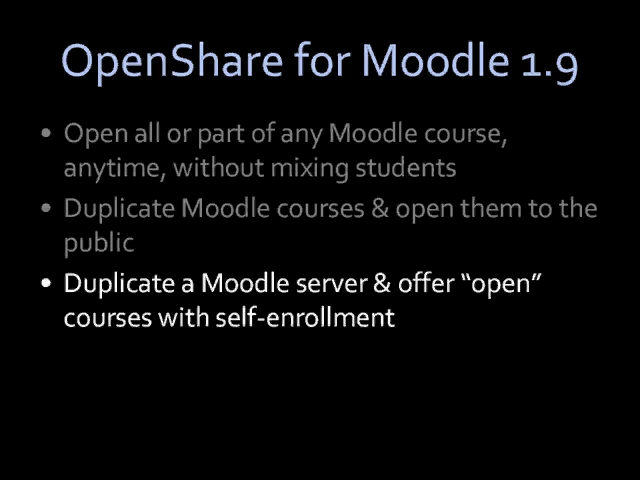 OpenShare for Moodle 1.9
• Open all or part of any Moodle course,
anytime, without mixing students
• Duplicate Moodle courses & open them to the
public
• Duplicate a Moodle server & offer “open”
courses with self-enrollment